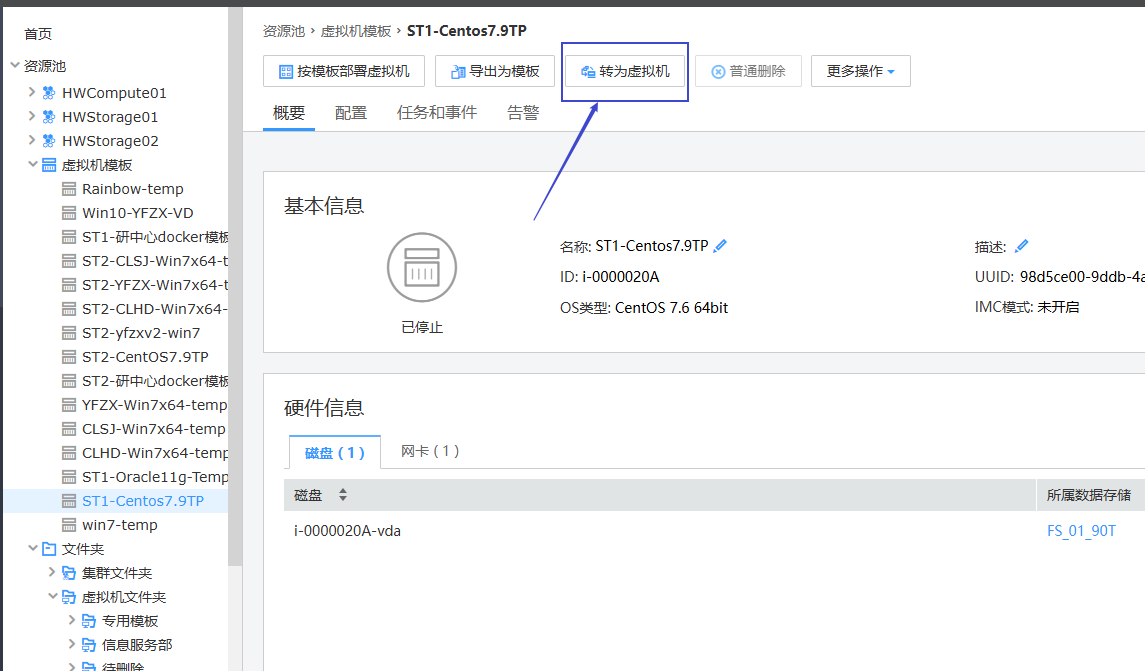 首页
资源池
HWCompute01
HWStorage01
HWStorage02
虚拟机模板
Rainbow-temp
Win10-YFZX-VD
ST1-研中心docker模板
ST2-CLSJ-Win7x64-t
ST2-YFZX-Win7x64-t
ST2-CLHD-Win7x64-
ST2-yfzxv2-win7
ST2-CentOS7.9TP
ST2-研中心docker模板
YFZX-Win7x64-temp
CLSJ-Win7x64-temp
CLHD-Win7x64-temp
ST1-Oracle11g-Temp
ST1-Centos7.9TP
win7-temp
文件夹
集群文件夹
虚拟机文件夹
专用模板
信息服务部
待删除
资源池 › 虚拟机模板 › ST1-Centos7.9TP
按模板部署虚拟机 导出为模板 转为虚拟机 普通删除 更多操作
概要 配置 任务和事件 告警
基本信息
已停止
名称: ST1-Centos7.9TP
ID: i-0000020A
OS类型: CentOS 7.6 64bit
描述:
UUID: 98d5ce00-9ddb-4a
IMC模式: 未开启
硬件信息
磁盘 ( 1 ) 网卡 ( 1 )
磁盘 所属数据存储
i-0000020A-vda FS_01_90T